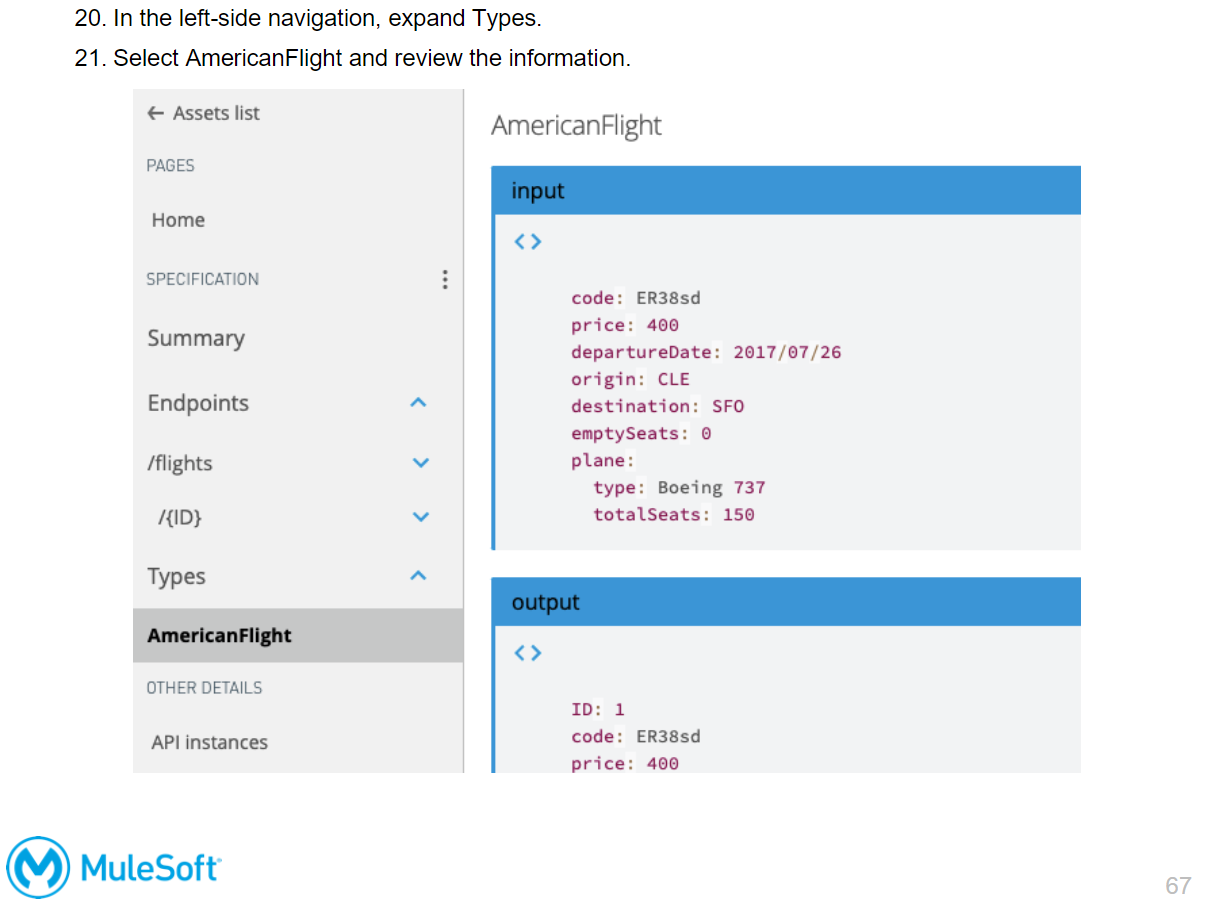 20. In the left-side navigation, expand Types.
21. Select AmericanFlight and review the information.
← Assets list
PAGES
Home
SPECIFICATION
Summary
Endpoints
/flights
/{ID}
Types
AmericanFlight
OTHER DETAILS
API instances
AmericanFlight
input
<>
code: ER38sd
price: 400
departureDate: 2017/07/26
origin: CLE
destination: SFO
emptySeats: 0
plane:
type: Boeing 737
totalSeats: 150
output
<>
ID: 1
code: ER38sd
price: 400
MuleSoft
67